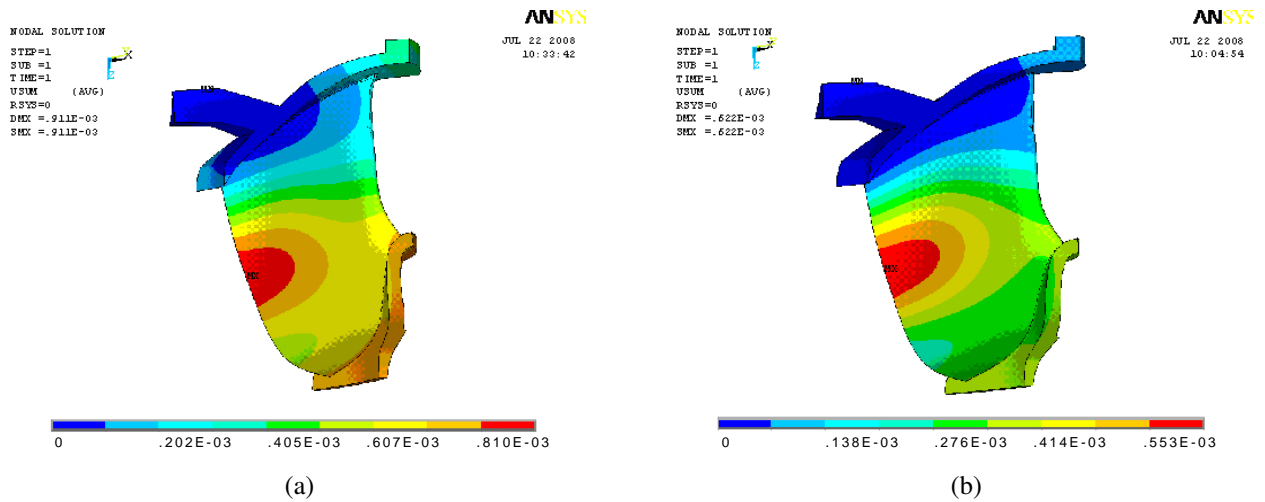 ANSYS
NODAL SOLUTION
JUL 22 2008
10:33:42
STEP=1
SUB =1
TIME=1
USUM (AVG)
RSYS=0
DMX =.911E-03
SMX =.911E-03
Y
X
Z
MN
MX
0 .202E-03 .405E-03 .607E-03 .810E-03
(a)
ANSYS
NODAL SOLUTION
JUL 22 2008
10:04:54
STEP=1
SUB =1
TIME=1
USUM (AVG)
RSYS=0
DMX =.622E-03
SMX =.622E-03
Y
X
Z
MN
MX
0 .138E-03 .276E-03 .414E-03 .553E-03
(b)